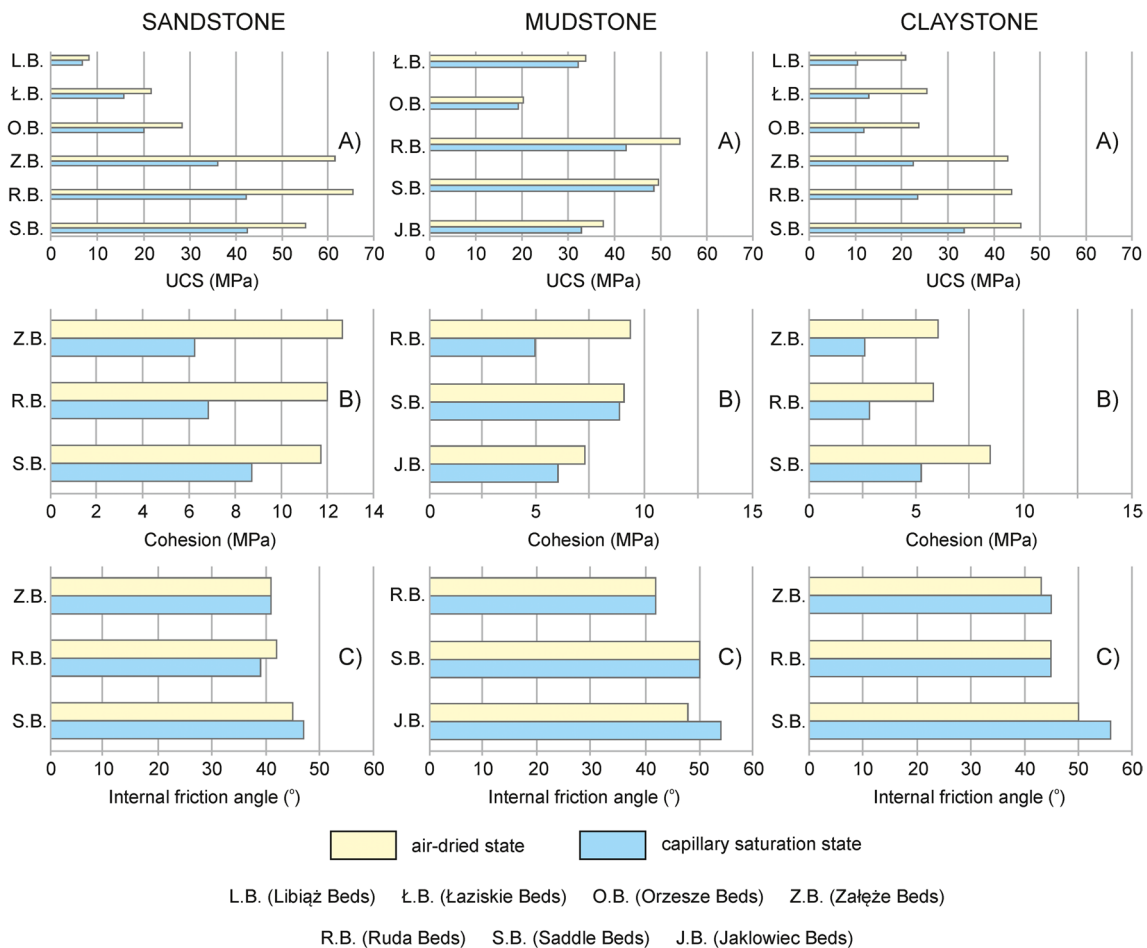 SANDSTONE MUDSTONE CLAYSTONE
L.B.
Ł.B.
O.B.
Z.B.
R.B.
S.B.
A)
0 10 20 30 40 50 60 70
UCS (MPa)
Ł.B.
O.B.
R.B.
S.B.
J.B.
A)
0 10 20 30 40 50 60 70
UCS (MPa)
L.B.
Ł.B.
O.B.
Z.B.
R.B.
S.B.
A)
0 10 20 30 40 50 60 70
UCS (MPa)
Z.B.
R.B.
S.B.
B)
0 2 4 6 8 10 12 14
Cohesion (MPa)
R.B.
S.B.
J.B.
B)
0 5 10 15
Cohesion (MPa)
Z.B.
R.B.
S.B.
B)
0 5 10 15
Cohesion (MPa)
Z.B.
R.B.
S.B.
C)
0 10 20 30 40 50 60
Internal friction angle (°)
R.B.
S.B.
J.B.
C)
0 10 20 30 40 50 60
Internal friction angle (°)
Z.B.
R.B.
S.B.
C)
0 10 20 30 40 50 60
Internal friction angle (°)
air-dried state capillary saturation state
L.B. (Libiąż Beds) Ł.B. (Łaziskie Beds) O.B. (Orzesze Beds) Z.B. (Załęże Beds)
R.B. (Ruda Beds) S.B. (Saddle Beds) J.B. (Jaklowiec Beds)